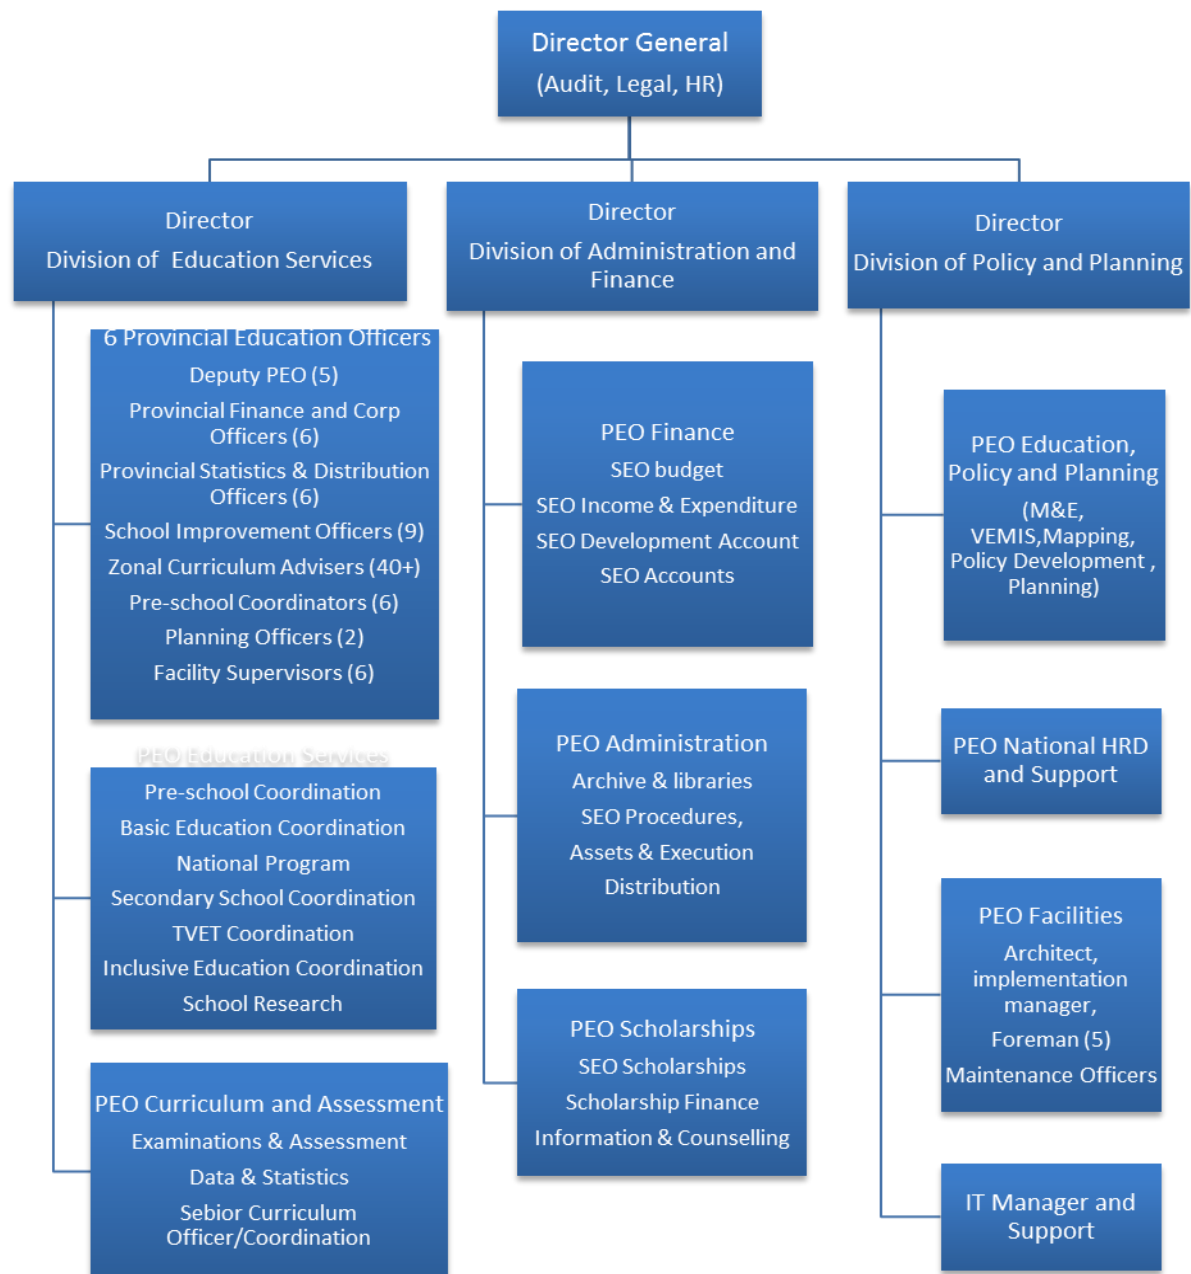 Director General
(Audit, Legal, HR)
Director
Division of Education Services
6 Provincial Education Officers
Deputy PEO (5)
Provincial Finance and Corp
Officers (6)
Provincial Statistics & Distribution
Officers (6)
School Improvement Officers (9)
Zonal Curriculum Advisers (40+)
Pre-school Coordinators (6)
Planning Officers (2)
Facility Supervisors (6)
PEO Education Services
Pre-school Coordination
Basic Education Coordination
National Program
Secondary School Coordination
TVET Coordination
Inclusive Education Coordination
School Research
PEO Curriculum and Assessment
Examinations & Assessment
Data & Statistics
Sebior Curriculum
Officer/Coordination
Director
Division of Administration and
Finance
PEO Finance
SEO budget
SEO Income & Expenditure
SEO Development Account
SEO Accounts
PEO Administration
Archive & libraries
SEO Procedures,
Assets & Execution
Distribution
PEO Scholarships
SEO Scholarships
Scholarship Finance
Information & Counselling
Director
Division of Policy and Planning
PEO Education,
Policy and Planning
(M&E,
VEMIS,Mapping,
Policy Development ,
Planning)
PEO National HRD
and Support
PEO Facilities
Architect,
implementation
manager,
Foreman (5)
Maintenance Officers
IT Manager and
Support